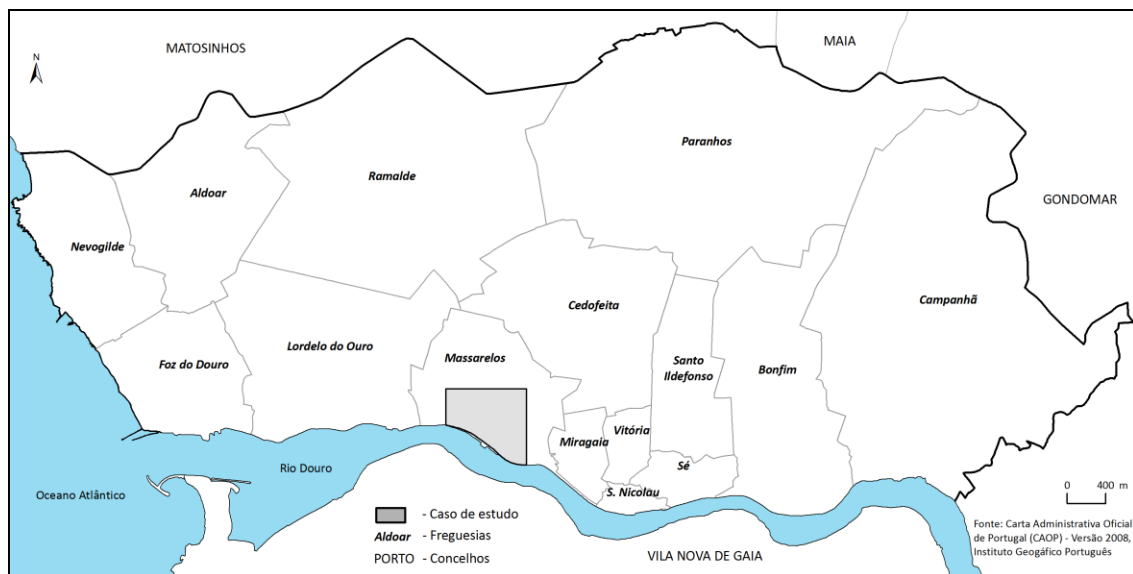 MATOSINHOS
MAIA
N
Paranhos
Ramalde
Aldoar
GONDOMAR
Nevogilde
Campanhã
Cedofeita
Lordelo do Ouro
Massarelos
Foz do Douro
Santo
Ildefonso
Bonfim
Vitória
Miragaia
Sé
Rio Douro
S. Nicolau
Oceano Atlântico
0 400 m
- Caso de estudo
Aldoar - Freguesias
PORTO - Concelhos
VILA NOVA DE GAIA
Fonte: Carta Administrativa Oficial
de Portugal (CAOP) - Versão 2008,
Instituto Geogáfico Português